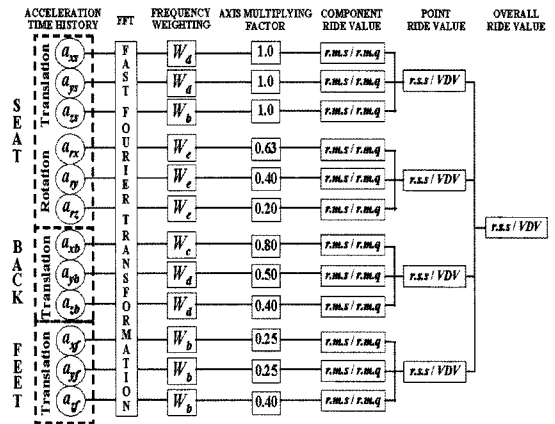 ACCELERATION TIME HISTORY
FFT
FREQUENCY WEIGHTING
AXIS MULTIPLYING FACTOR
COMPONENT RIDE VALUE
POINT RIDE VALUE
OVERALL RIDE VALUE
SEAT
Translation
a_xs W_d 1.0 r.m.s / r.m.q
a_ys W_d 1.0 r.m.s / r.m.q
a_zs W_b 1.0 r.m.s / r.m.q
r.s.s / VDV
Rotation
a_rx W_e 0.63 r.m.s / r.m.q
a_ry W_e 0.40 r.m.s / r.m.q
a_rz W_e 0.20 r.m.s / r.m.q
r.s.s / VDV
BACK
Translation
a_xb W_c 0.80 r.m.s / r.m.q
a_yb W_d 0.50 r.m.s / r.m.q
a_zb W_d 0.40 r.m.s / r.m.q
r.s.s / VDV
FEET
Translation
a_xf W_b 0.25 r.m.s / r.m.q
a_yf W_b 0.25 r.m.s / r.m.q
a_zf W_b 0.40 r.m.s / r.m.q
r.s.s / VDV
FAST FOURIER TRANSFORMATION
r.s.s / VDV